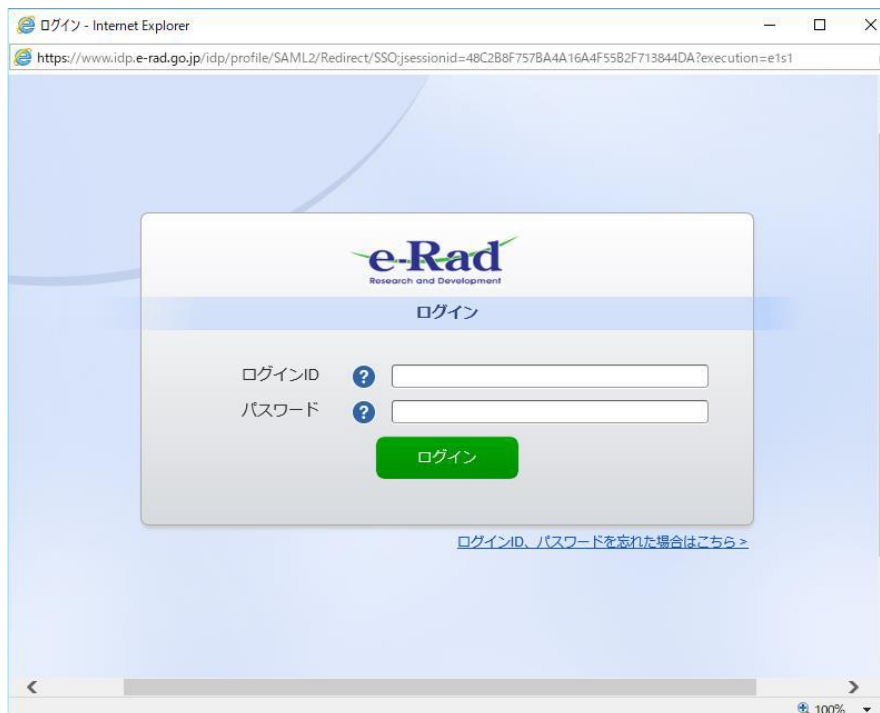 ログイン - Internet Explorer
https://www.idp.e-rad.go.jp/idp/profile/SAML2/Redirect/SSO;jsessionid=48C2B8F757BA4A16A4F55B2F713844DA?execution=e1s1
e-Rad
Research and Development
ログイン
ログインID ?
パスワード ?
ログイン
ログインID、パスワードを忘れた場合はこちら >
100%